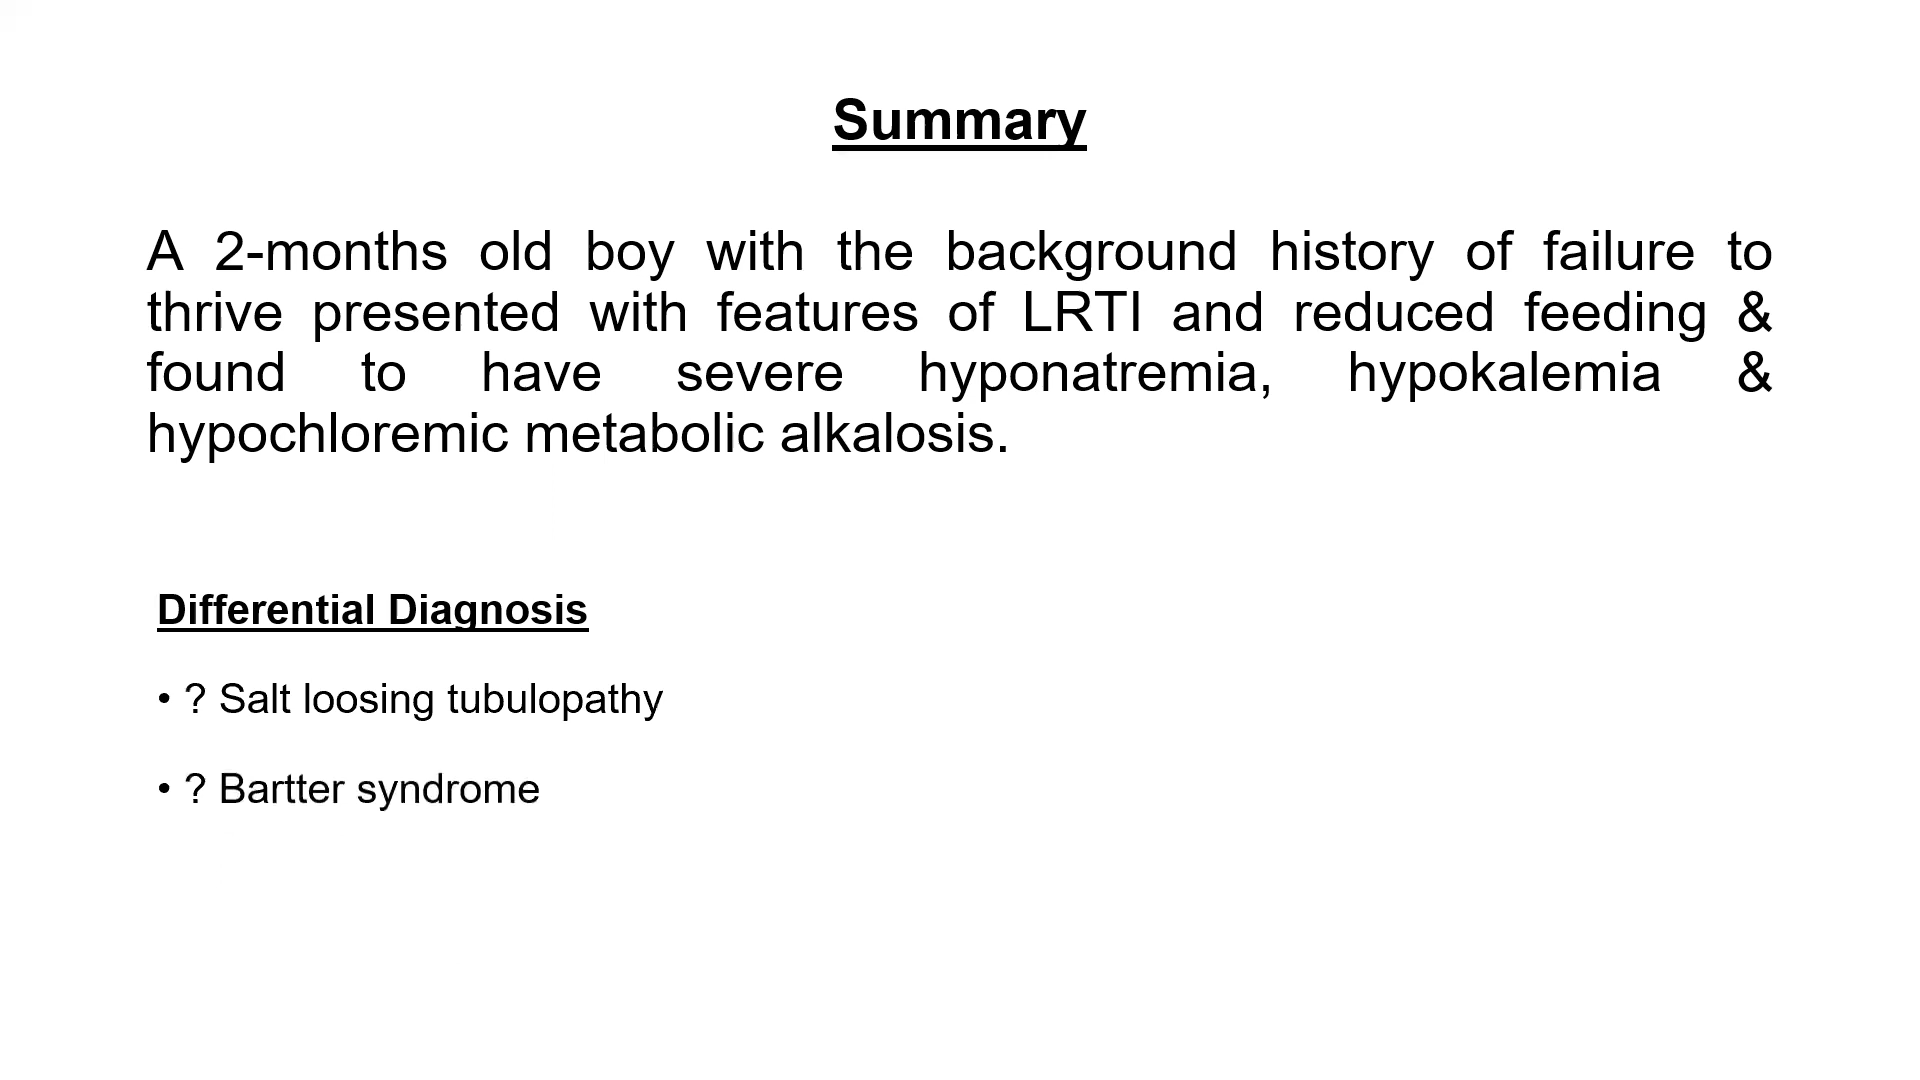 Summary
A 2-months old boy with the background history of failure to
thrive presented with features of LRTI and reduced feeding &
found to have severe hyponatremia, hypokalemia &
hypochloremic metabolic alkalosis.
Differential Diagnosis
• ? Salt loosing tubulopathy
• ? Bartter syndrome